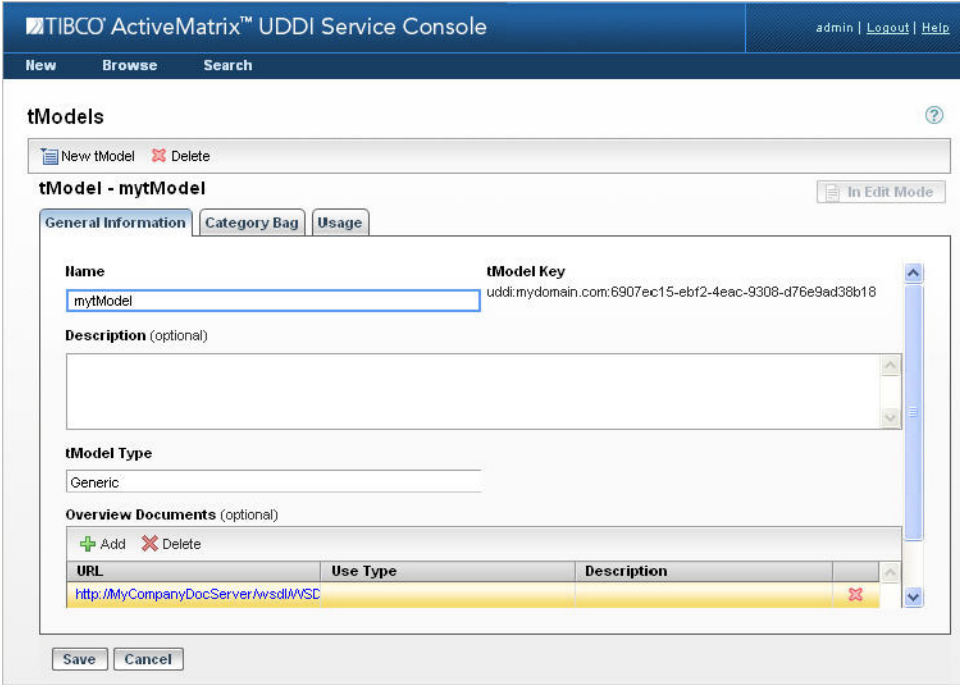 TIBCO® ActiveMatrix™ UDDI Service Console
admin | Logout | Help
New Browse Search
tModels
New tModel Delete
tModel - mytModel
In Edit Mode
General Information Category Bag Usage
Name
tModel Key
mytModel
uddi:mydomain.com:6907ec15-ebf2-4eac-9308-d76e9ad38b18
Description (optional)
tModel Type
Generic
Overview Documents (optional)
Add Delete
URL Use Type Description
http://MyCompanyDocServer/wsdl/WSD
Save Cancel